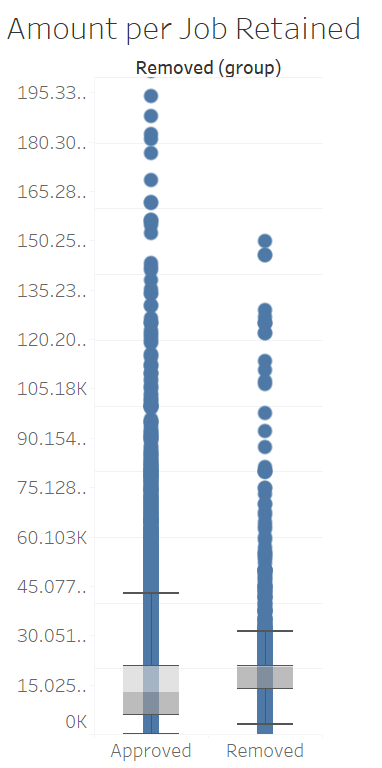 Amount per Job Retained
Removed (group)
195.33..
180.30..
165.28..
150.25..
135.23..
120.20..
105.18K
90.154..
75.128..
60.103K
45.077..
30.051..
15.025..
0K
Approved Removed